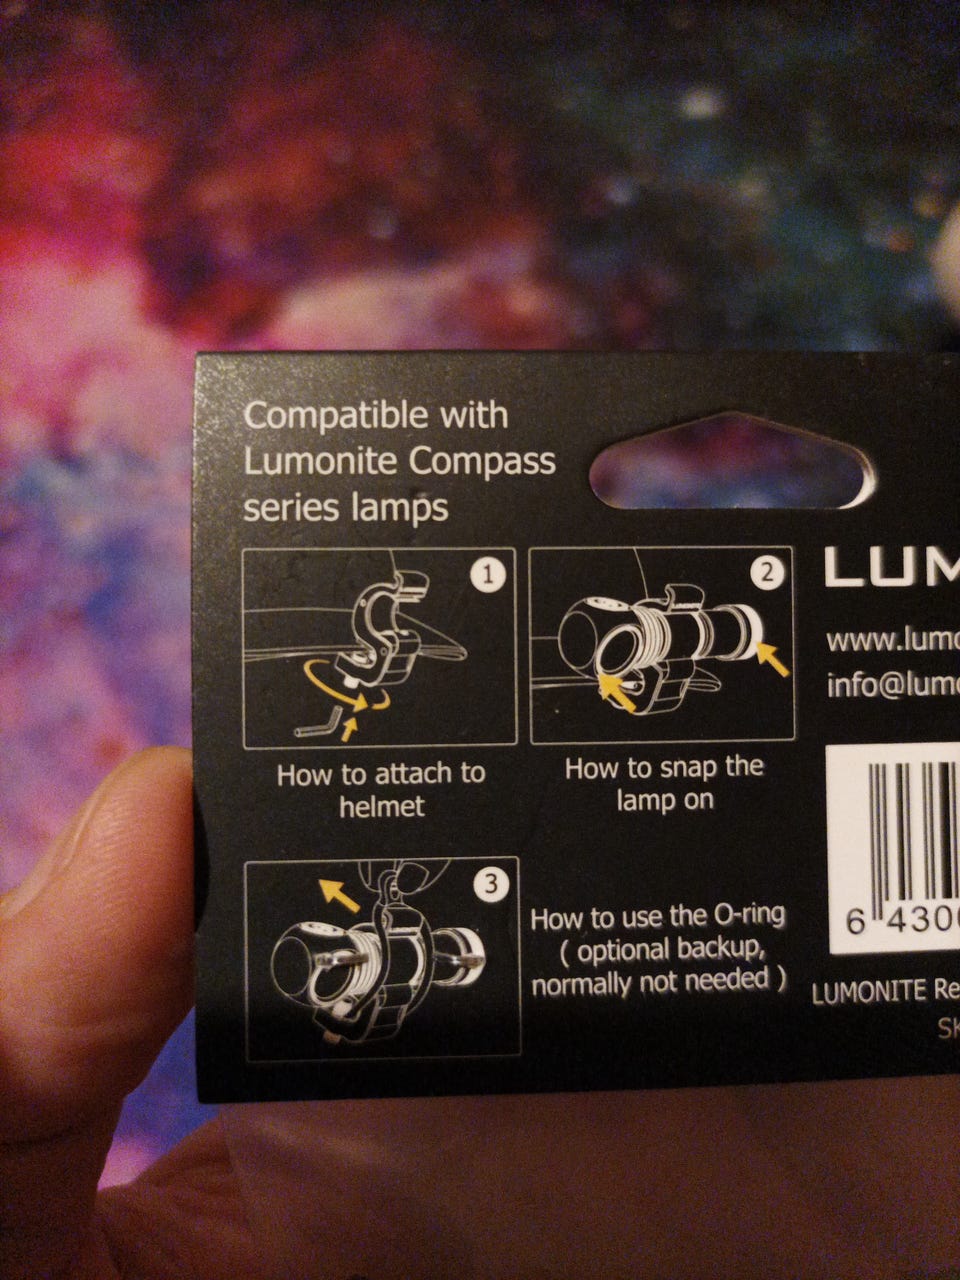 Compatible with
Lumonite Compass
series lamps
1
2
How to attach to
helmet
How to snap the
lamp on
3
How to use the O-ring
( optional backup,
normally not needed )
LUM
www.lumo
info@lum
6 430
LUMONITE Re
SK